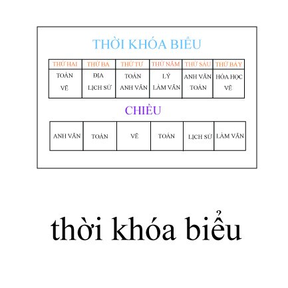 THỜI KHÓA BIỂU
THỨ HAI THỨ BA THỨ TƯ THỨ NĂM THỨ SÁU THỨ BẢY
TOÁN ĐỊA TOÁN LÝ ANH VĂN HÓA HỌC
VẼ LỊCH SỬ ANH VĂN LÀM VĂN TOÁN VẼ
CHIỀU
ANH VĂN TOÁN VẼ TOÁN LỊCH SỬ LÀM VĂN
thời khóa biểu